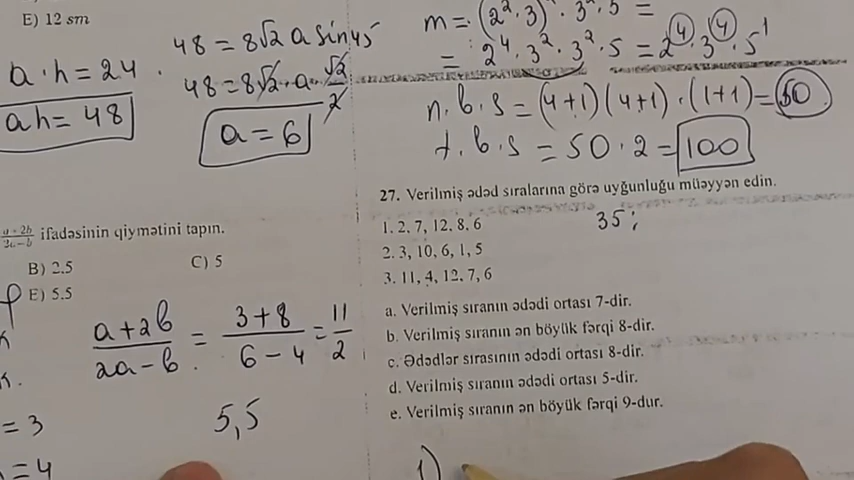 E) 12 sm
a · h = 24
ah = 48
48 = 8√2 a sin45
48 = 8√2 · a · √2/2
a = 6
m = (2² · 3)² · 3² · 5 =
= 2⁴ · 3² · 3² · 5 = 2⁴ · 3⁴ · 5¹
n. b. s = (4+1)(4+1) · (1+1) = 50
t. b. s = 50 · 2 = 100
ifadəsinin qiymətini tapın.
B) 2.5
C) 5
E) 5.5
a+2b/2a−b = 3+8/6−4 = 11/2
= 3
5,5
= 4
27. Verilmiş ədəd sıralarına görə uyğunluğu müəyyən edin.
1. 2. 7, 12. 8. 6
35;
2. 3, 10, 6, 1, 5
3. 11, 4, 12. 7, 6
a. Verilmiş sıranın ədədi ortası 7-dir.
b. Verilmiş sıranın ən böyük fərqi 8-dir.
c. Ədədlər sırasının ədədi ortası 8-dir.
d. Verilmiş sıranın ədədi ortası 5-dir.
e. Verilmiş sıranın ən böyük fərqi 9-dur.
1)